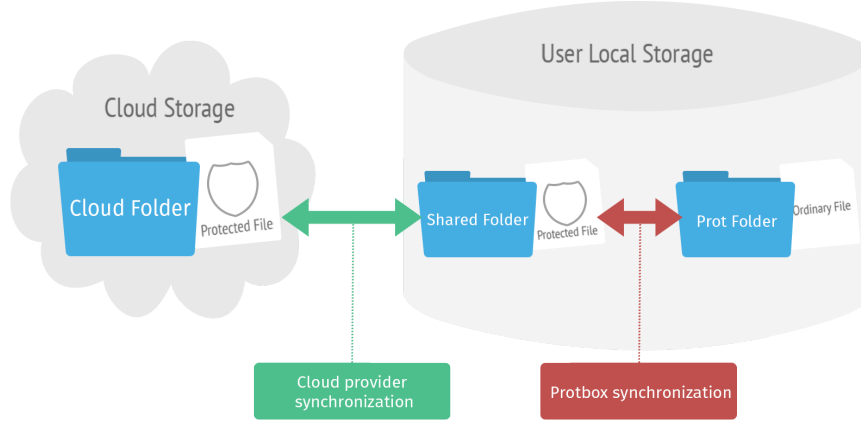 User Local Storage
Cloud Storage
Cloud Folder
Protected File
Shared Folder
Protected File
Prot Folder
Ordinary File
Cloud provider
synchronization
Protbox synchronization